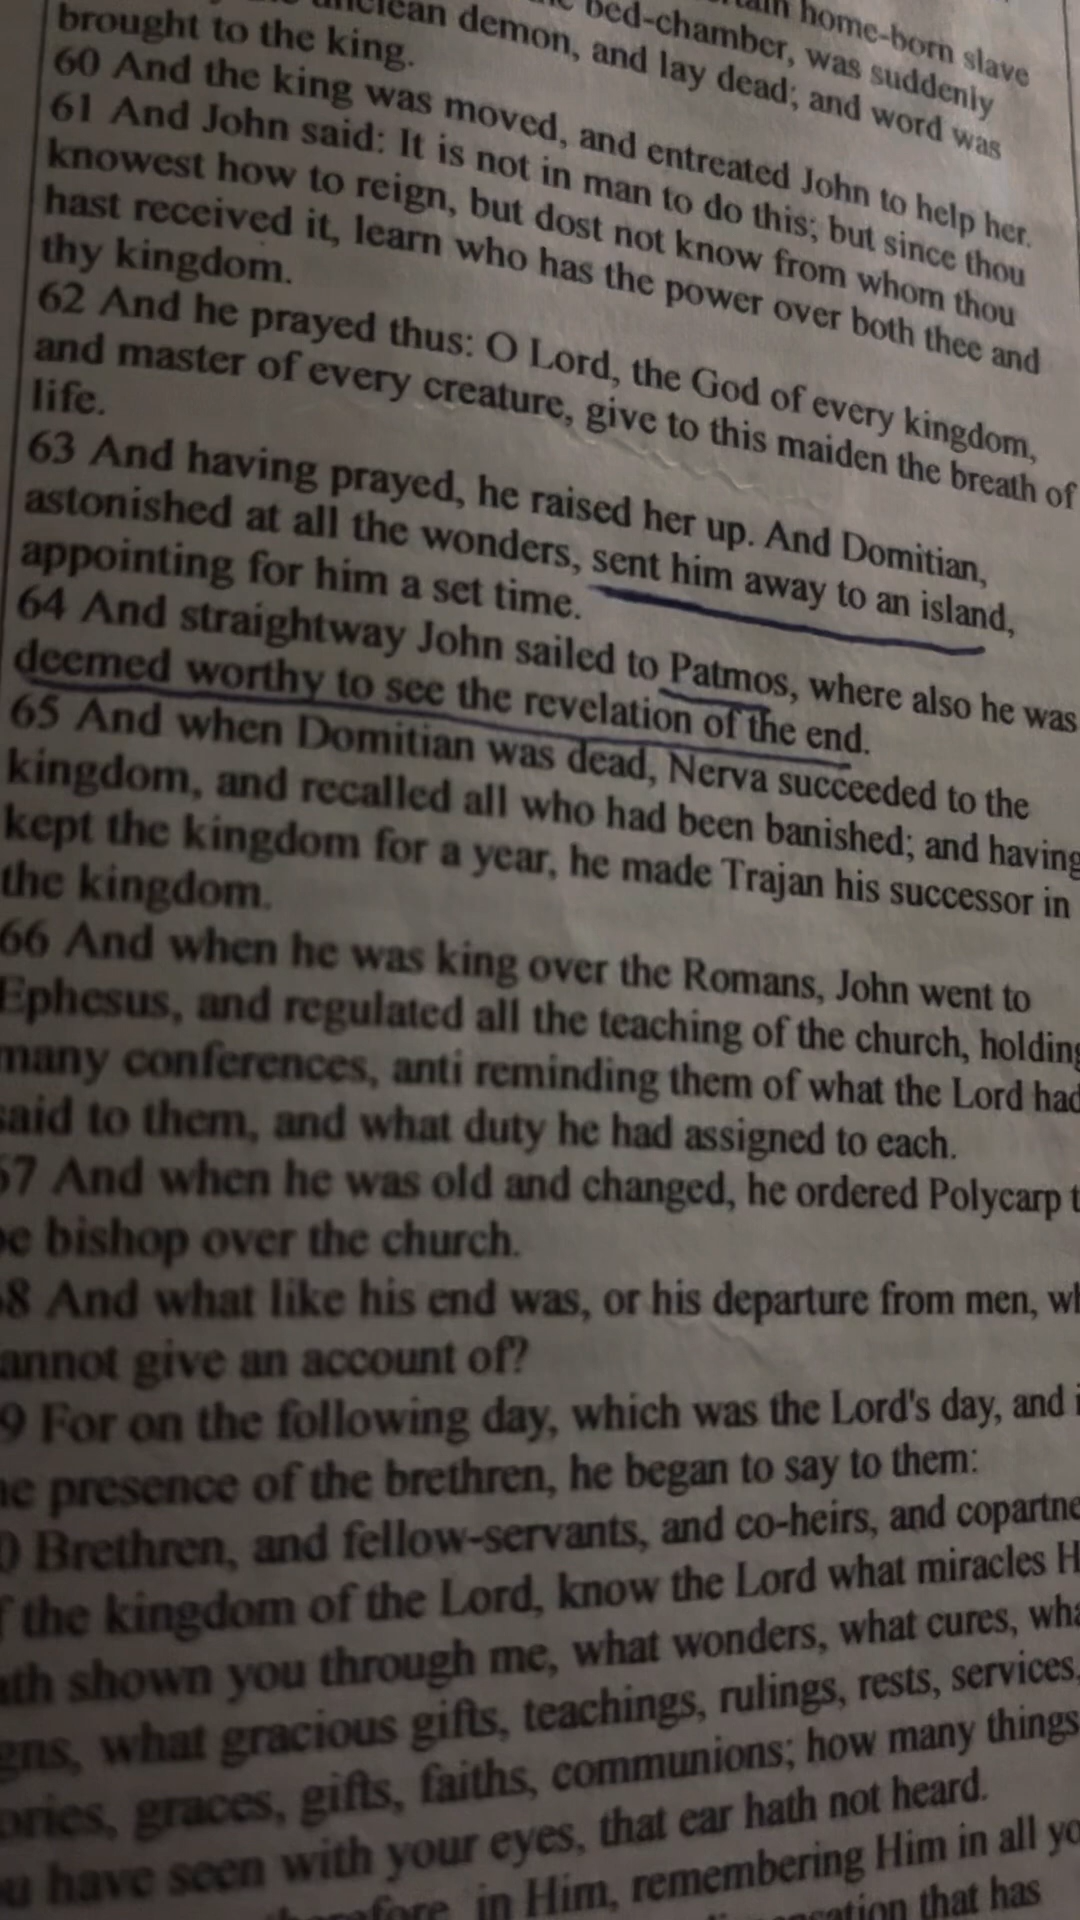 home-born slave
bed-chamber, was suddenly
unclean demon, and lay dead; and word was
brought to the king.
60 And the king was moved, and entreated John to help her.
61 And John said: It is not in man to do this; but since thou
knowest how to reign, but dost not know from whom thou
hast received it, learn who has the power over both thee and
thy kingdom.
62 And he prayed thus: O Lord, the God of every kingdom,
and master of every creature, give to this maiden the breath of
life.
63 And having prayed, he raised her up. And Domitian,
astonished at all the wonders, sent him away to an island,
appointing for him a set time.
64 And straightway John sailed to Patmos, where also he was
deemed worthy to see the revelation of the end.
65 And when Domitian was dead, Nerva succeeded to the
kingdom, and recalled all who had been banished; and having
kept the kingdom for a year, he made Trajan his successor in
the kingdom.
66 And when he was king over the Romans, John went to
Ephesus, and regulated all the teaching of the church, holding
many conferences, anti reminding them of what the Lord had
said to them, and what duty he had assigned to each.
67 And when he was old and changed, he ordered Polycarp t
be bishop over the church.
8 And what like his end was, or his departure from men, wh
annot give an account of?
9 For on the following day, which was the Lord's day, and i
he presence of the brethren, he began to say to them:
0 Brethren, and fellow-servants, and co-heirs, and copartne
f the kingdom of the Lord, know the Lord what miracles H
ath shown you through me, what wonders, what cures, wha
gns, what gracious gifts, teachings, rulings, rests, services,
ories, graces, gifts, faiths, communions; how many things
u have seen with your eyes, that ear hath not heard.
in Him, remembering Him in all yo
that has